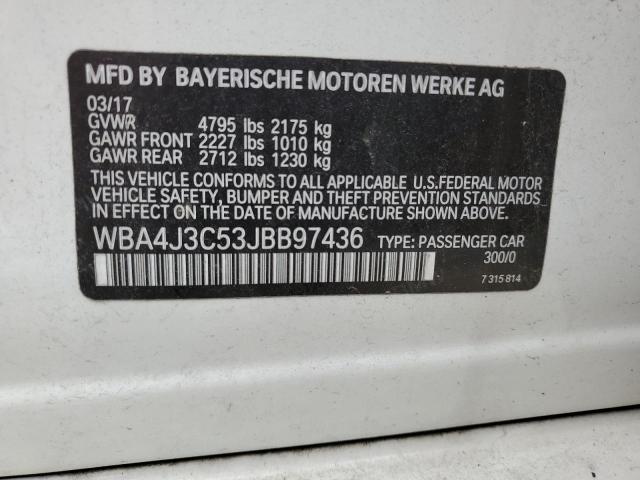 MFD BY BAYERISCHE MOTOREN WERKE AG
03/17
GVWR 4795 lbs 2175 kg
GAWR FRONT 2227 lbs 1010 kg
GAWR REAR 2712 lbs 1230 kg
THIS VEHICLE CONFORMS TO ALL APPLICABLE U.S.FEDERAL MOTOR
VEHICLE SAFETY, BUMPER AND THEFT PREVENTION STANDARDS
IN EFFECT ON THE DATE OF MANUFACTURE SHOWN ABOVE.
WBA4J3C53JBB97436 TYPE: PASSENGER CAR
300/0
7 315 814